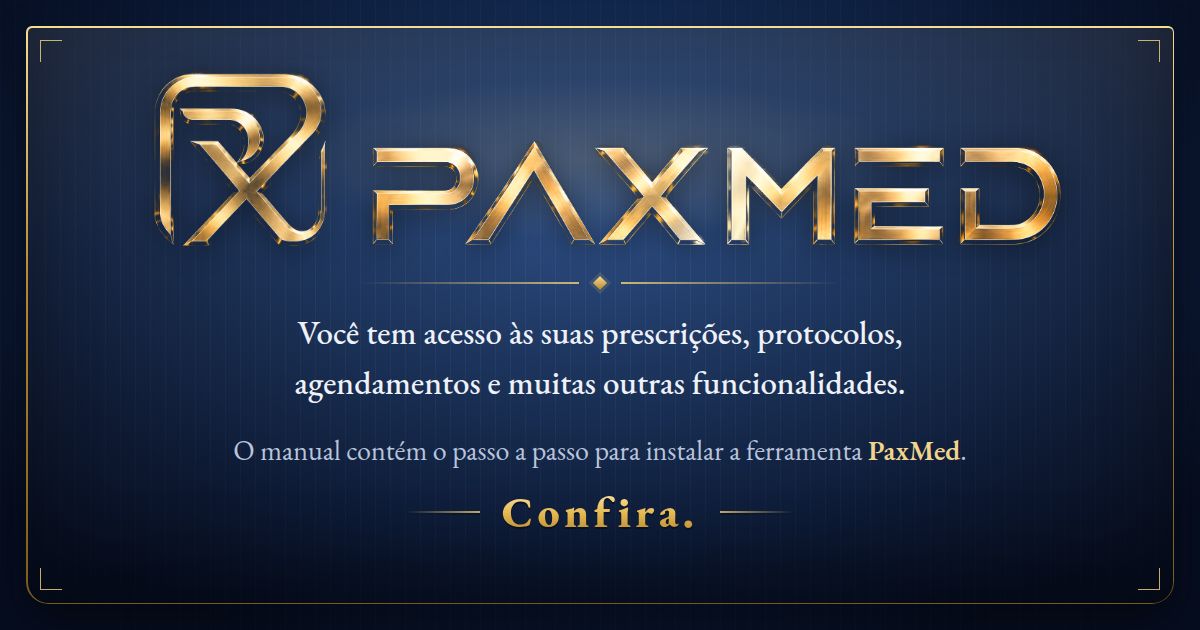 PAXMED
Você tem acesso às suas prescrições, protocolos,
agendamentos e muitas outras funcionalidades.
O manual contém o passo a passo para instalar a ferramenta PaxMed.
Confira.